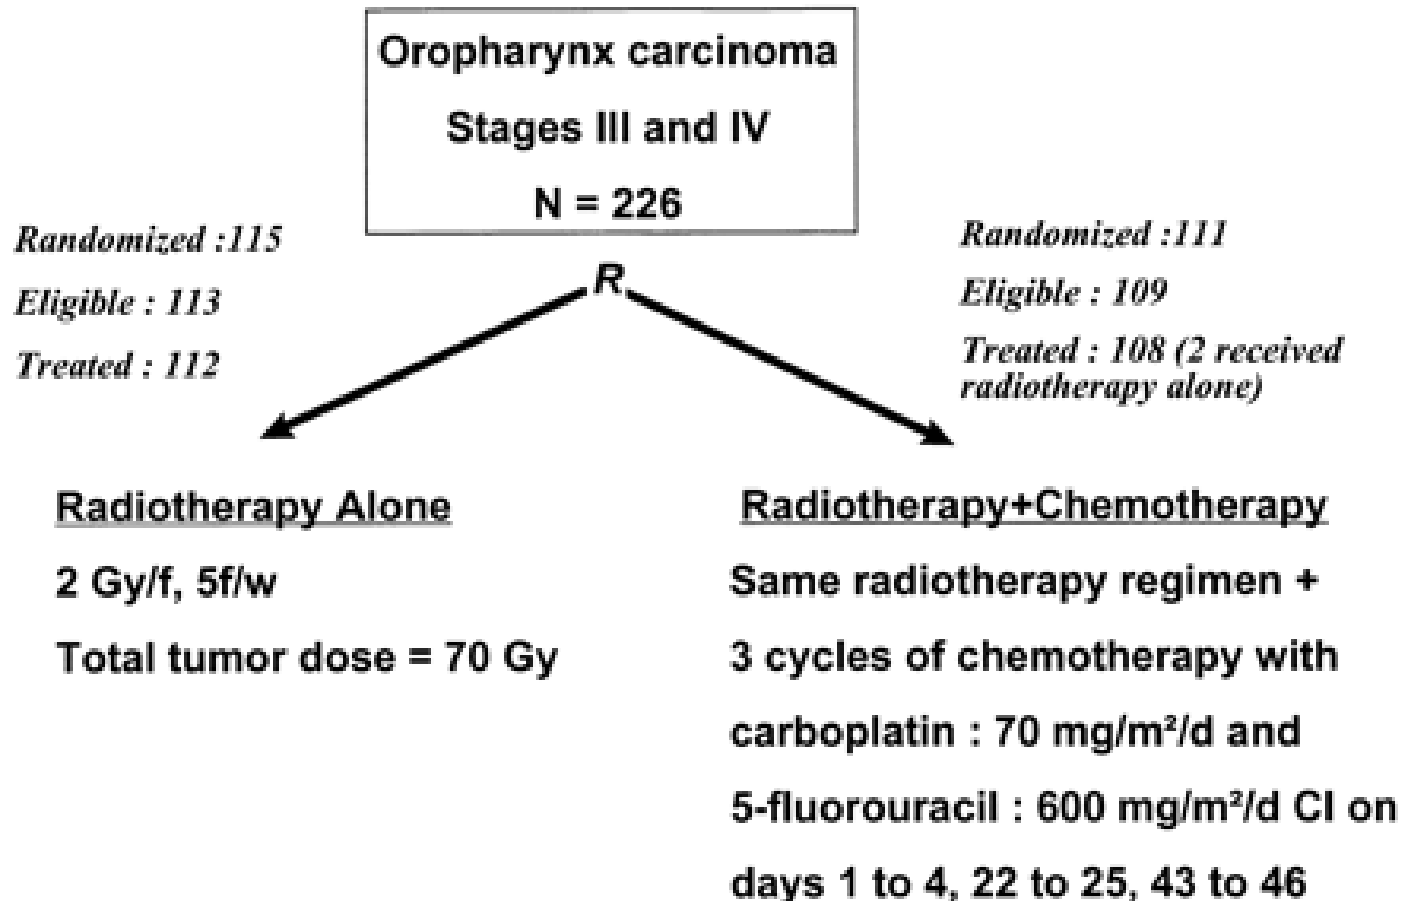 Oropharynx carcinoma
Stages III and IV
N = 226
Randomized :115
Eligible : 113
Treated : 112
R
Randomized :111
Eligible : 109
Treated : 108 (2 received
radiotherapy alone)
Radiotherapy Alone
2 Gy/f, 5f/w
Total tumor dose = 70 Gy
Radiotherapy+Chemotherapy
Same radiotherapy regimen +
3 cycles of chemotherapy with
carboplatin : 70 mg/m²/d and
5-fluorouracil : 600 mg/m²/d CI on
days 1 to 4, 22 to 25, 43 to 46